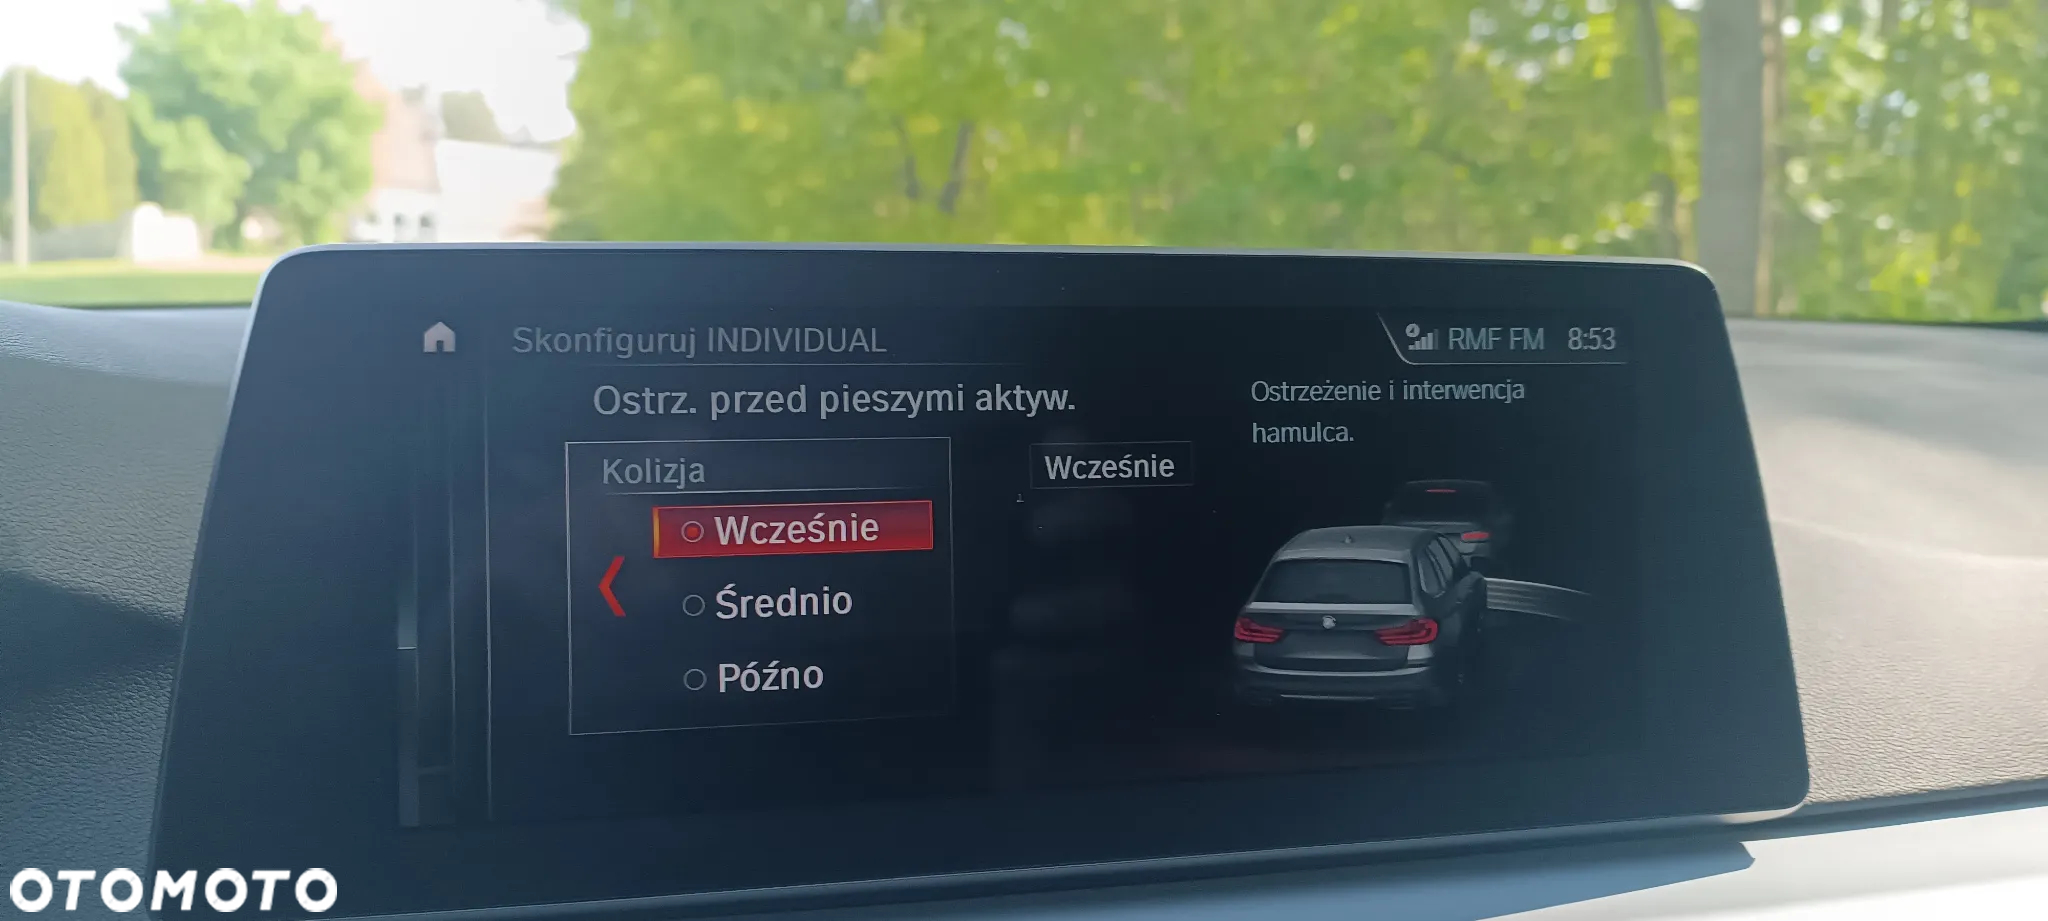 Skonfiguruj INDIVIDUAL
RMF FM 8:53
Ostrz. przed pieszymi aktyw.
Kolizja
Wcześnie
Średnio
Późno
Wcześnie
Ostrzeżenie i interwencja
hamulca.
OTOMOTO